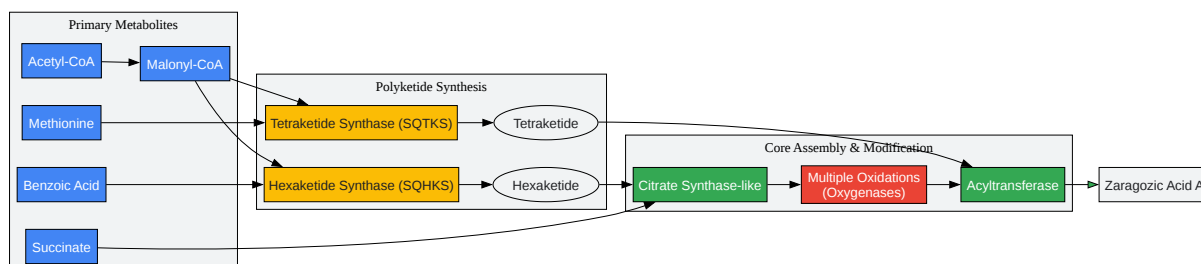 Primary Metabolites
Acetyl-CoA
Malonyl-CoA
Methionine
Benzoic Acid
Succinate
Polyketide Synthesis
Tetraketide Synthase (SQTKS)
Tetraketide
Hexaketide Synthase (SQHKS)
Hexaketide
Core Assembly & Modification
Citrate Synthase-like
Multiple Oxidations
(Oxygenases)
Acyltransferase
Zaragozic Acid A